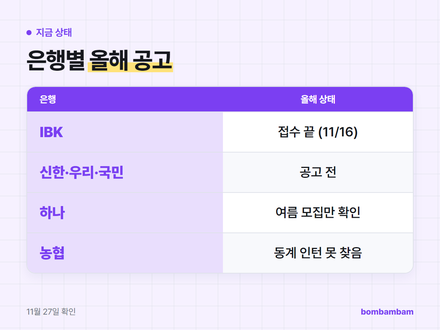 지금 상태
은행별 올해 공고
은행 올해 상태
IBK 접수 끝 (11/16)
신한·우리·국민 공고 전
하나 여름 모집만 확인
농협 동계 인턴 못 찾음
11월 27일 확인 bombambam